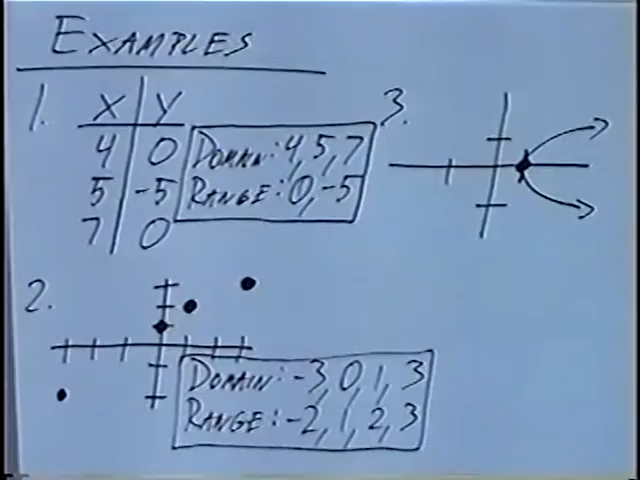 EXAMPLES
1.
X Y
4 0
5 -5
7 0
DOMAIN: 4, 5, 7
RANGE: 0, -5
2.
DOMAIN: -3, 0, 1, 3
RANGE: -2, 1, 2, 3
3.